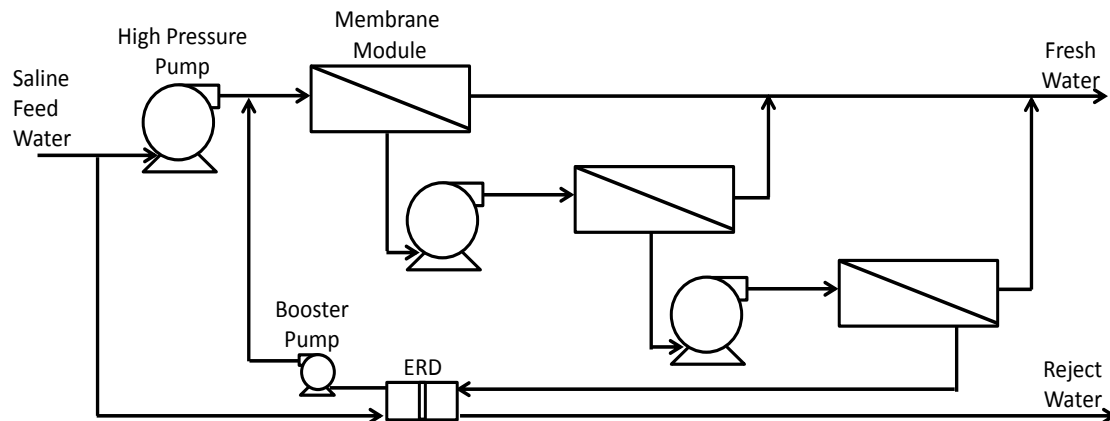 Membrane
Module
High Pressure
Pump
Fresh
Water
Saline
Feed
Water
Booster
Pump
ERD
Reject
Water